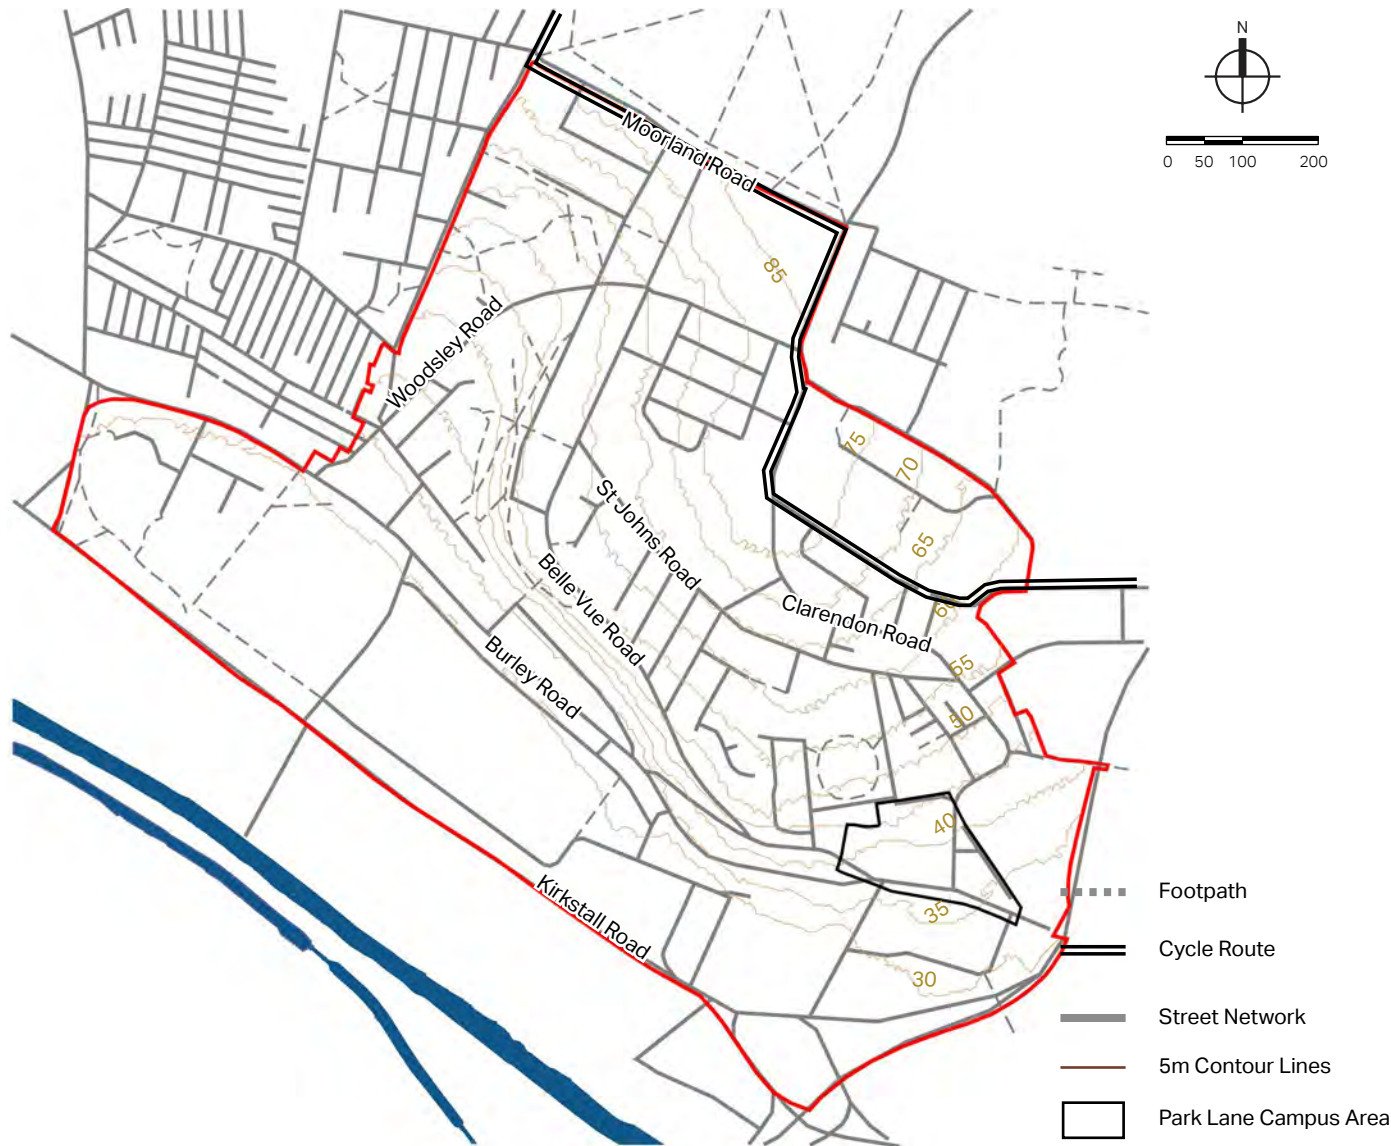 N
0 50 100 200
Moorland Road
85
Woodsley Road
75
70
St Johns Road
65
Belle Vue Road
60
Clarendon Road
Burley Road
55
50
40
35
Kirkstall Road
30
Footpath
Cycle Route
Street Network
5m Contour Lines
Park Lane Campus Area